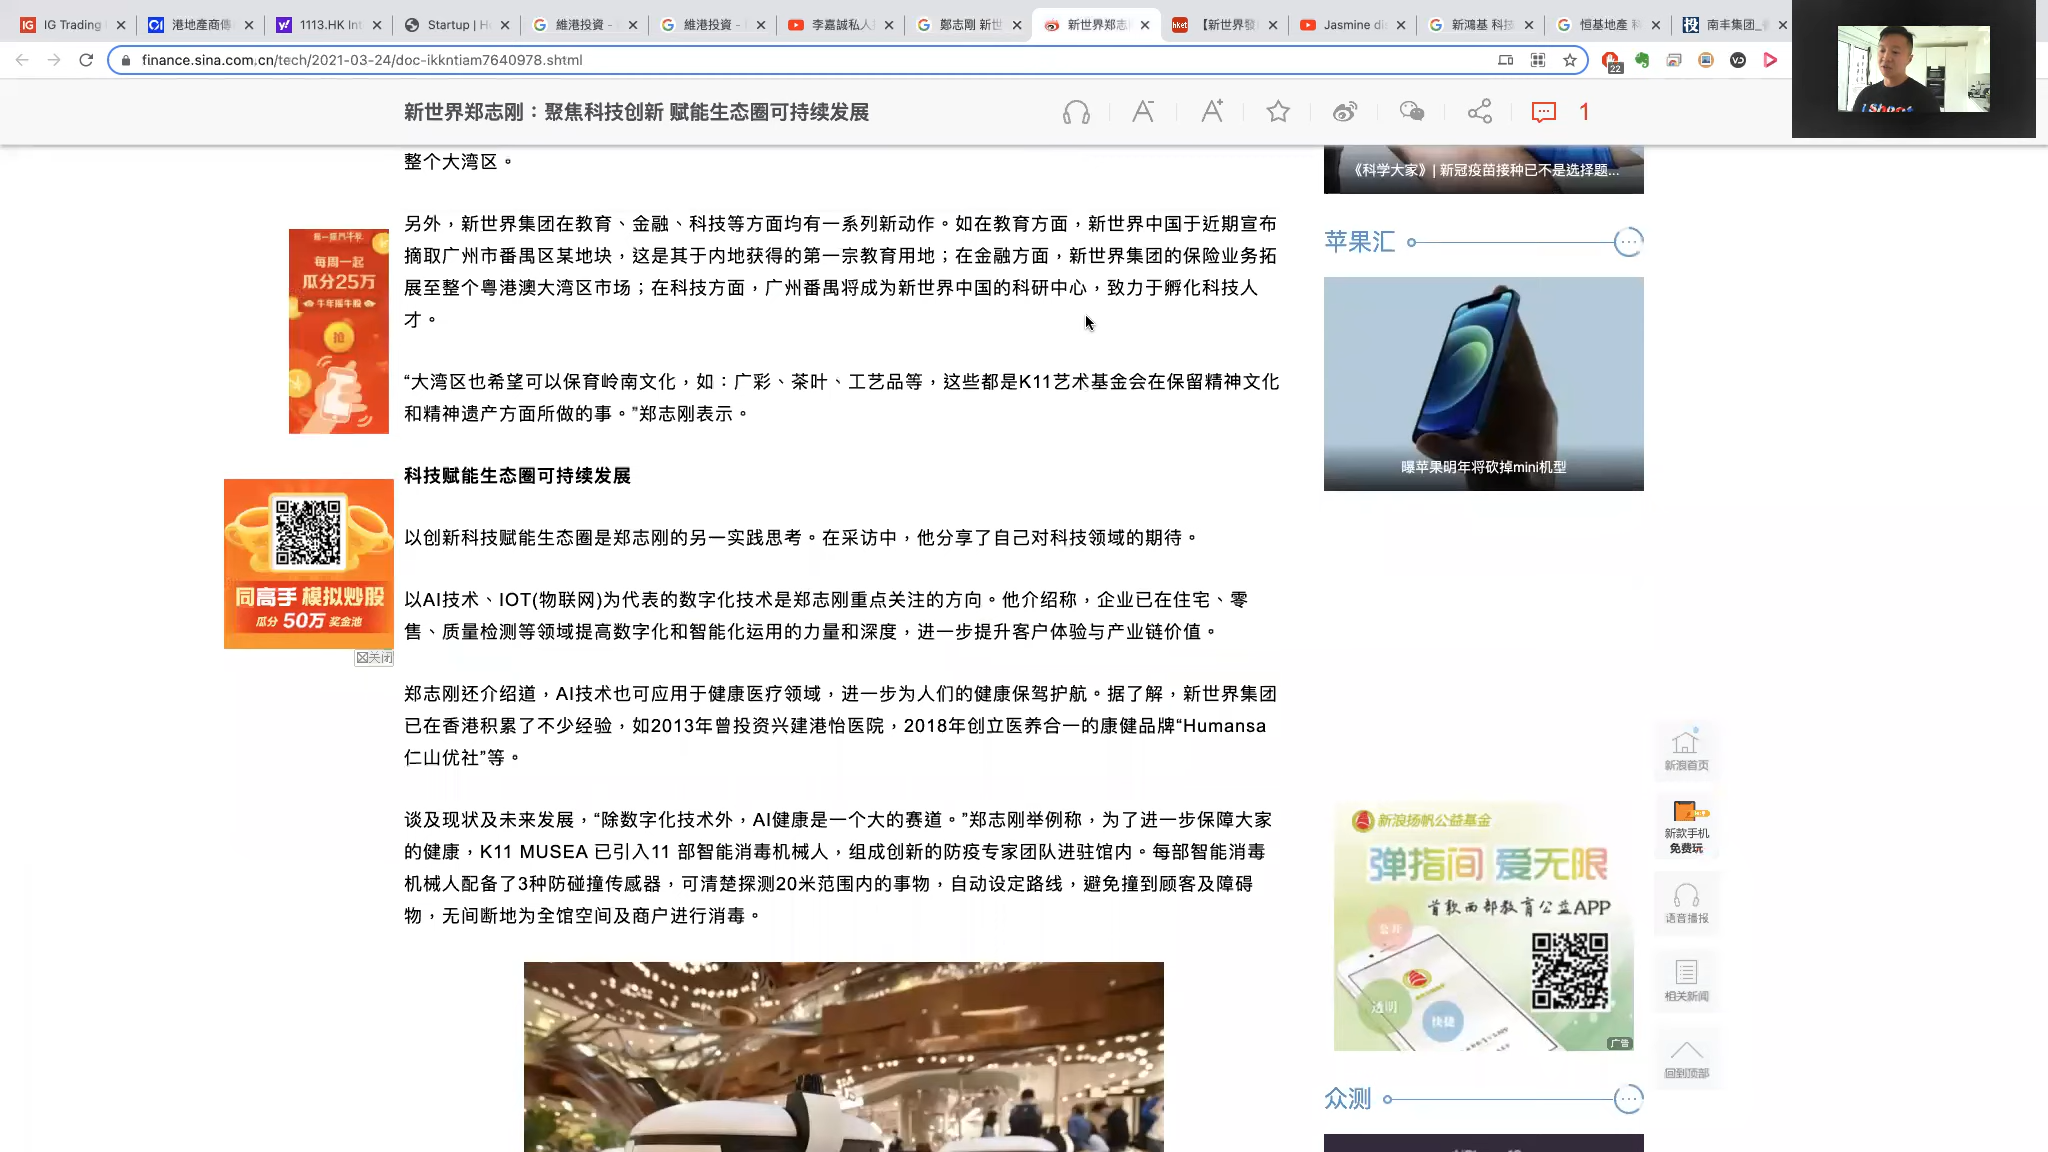 IG Trading
港地產商傳
1113.HK Int
Startup | H
維港投資 -
維港投資 -
李嘉誠私人
鄭志剛 新世
新世界郑志
【新世界發
Jasmine di
新鴻基 科技
恒基地產 科
南丰集团_
finance.sina.com.cn/tech/2021-03-24/doc-ikkntiam7640978.shtml
22
新世界郑志刚：聚焦科技创新 赋能生态圈可持续发展
1
I Shoot
整个大湾区。
《科学大家》| 新冠疫苗接种已不是选择题...
另外，新世界集团在教育、金融、科技等方面均有一系列新动作。如在教育方面，新世界中国于近期宣布
摘取广州市番禺区某地块，这是其于内地获得的第一宗教育用地；在金融方面，新世界集团的保险业务拓
展至整个粤港澳大湾区市场；在科技方面，广州番禺将成为新世界中国的科研中心，致力于孵化科技人
才。
“大湾区也希望可以保育岭南文化，如：广彩、茶叶、工艺品等，这些都是K11艺术基金会在保留精神文化
和精神遗产方面所做的事。”郑志刚表示。
科技赋能生态圈可持续发展
以创新科技赋能生态圈是郑志刚的另一实践思考。在采访中，他分享了自己对科技领域的期待。
以AI技术、IOT(物联网)为代表的数字化技术是郑志刚重点关注的方向。他介绍称，企业已在住宅、零
售、质量检测等领域提高数字化和智能化运用的力量和深度，进一步提升客户体验与产业链价值。
郑志刚还介绍道，AI技术也可应用于健康医疗领域，进一步为人们的健康保驾护航。据了解，新世界集团
已在香港积累了不少经验，如2013年曾投资兴建港怡医院，2018年创立医养合一的康健品牌“Humansa
仁山优社”等。
谈及现状及未来发展，“除数字化技术外，AI健康是一个大的赛道。”郑志刚举例称，为了进一步保障大家
的健康，K11 MUSEA 已引入11 部智能消毒机械人，组成创新的防疫专家团队进驻馆内。每部智能消毒
机械人配备了3种防碰撞传感器，可清楚探测20米范围内的事物，自动设定路线，避免撞到顾客及障碍
物，无间断地为全馆空间及商户进行消毒。
每周一起
瓜分25万
牛年摇牛股
抢
同高手 模拟炒股
瓜分 50万 奖金池
关闭
苹果汇
曝苹果明年将砍掉mini机型
新浪扬帆公益基金
弹指间 爱无限
首款西部教育公益APP
公开
透明
快捷
广告
众测
新浪首页
新款手机
免费玩
语音播报
相关新闻
回到顶部